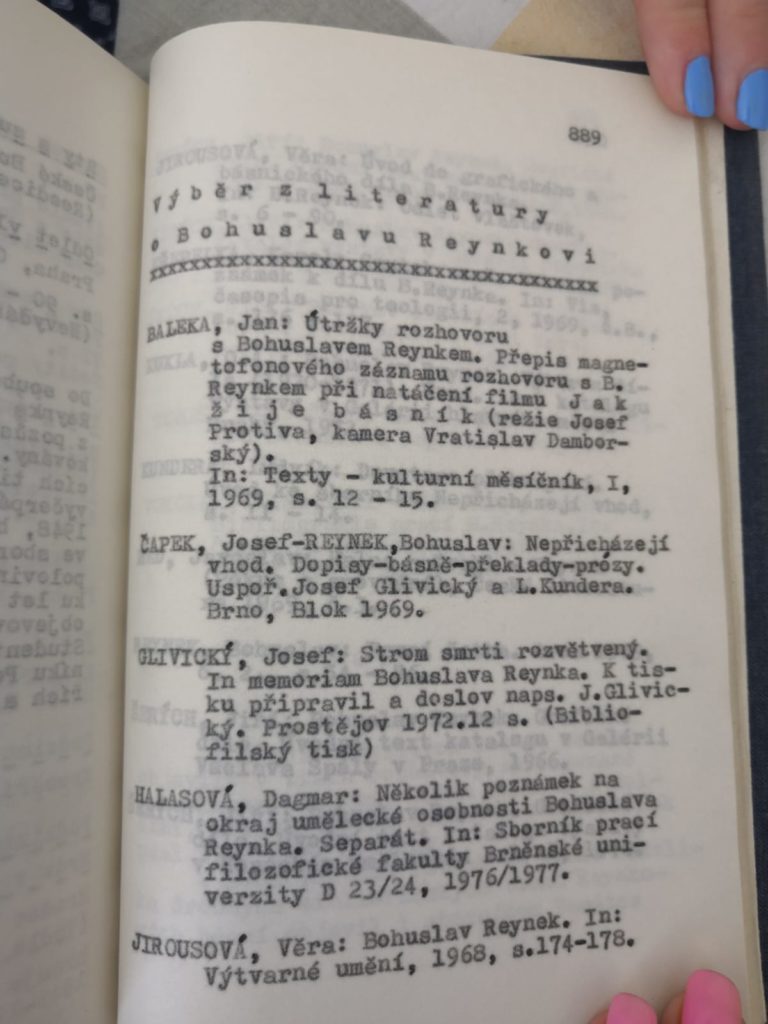 889
Výběr z literatury
o Bohuslavu Reynkovi
xxxxxxxxxxxxxxxxxxxxxxxxxxxxxxxxxxxxxx
BALEKA, Jan: Útržky rozhovoru
s Bohuslavem Reynkem. Přepis magne-
tofonového záznamu rozhovoru s B.
Reynkem při natáčení filmu J a k
ž i j e b á s n í k (režie Josef
Protiva, kamera Vratislav Dambor-
ský).
In: Texty - kulturní měsíčník, I,
1969, s. 12 - 15.
ČAPEK, Josef-REYNEK,Bohuslav: Nepřicházejí
vhod. Dopisy-básně-překlady-prózy.
Uspoř.Josef Glivický a L.Kundera.
Brno, Blok 1969.
GLIVICKÝ, Josef: Strom smrti rozvětvený.
In memoriam Bohuslava Reynka. K tis-
ku připravil a doslov naps. J.Glivic-
ký. Prostějov 1972.12 s. (Biblio-
filský tisk)
HALASOVÁ, Dagmar: Několik poznámek na
okraj umělecké osobnosti Bohuslava
Reynka. Separát. In: Sborník prací
filozofické fakulty Brněnské uni-
verzity D 23/24, 1976/1977.
JIROUSOVÁ, Věra: Bohuslav Reynek. In:
Výtvarné umění, 1968, s.174-178.